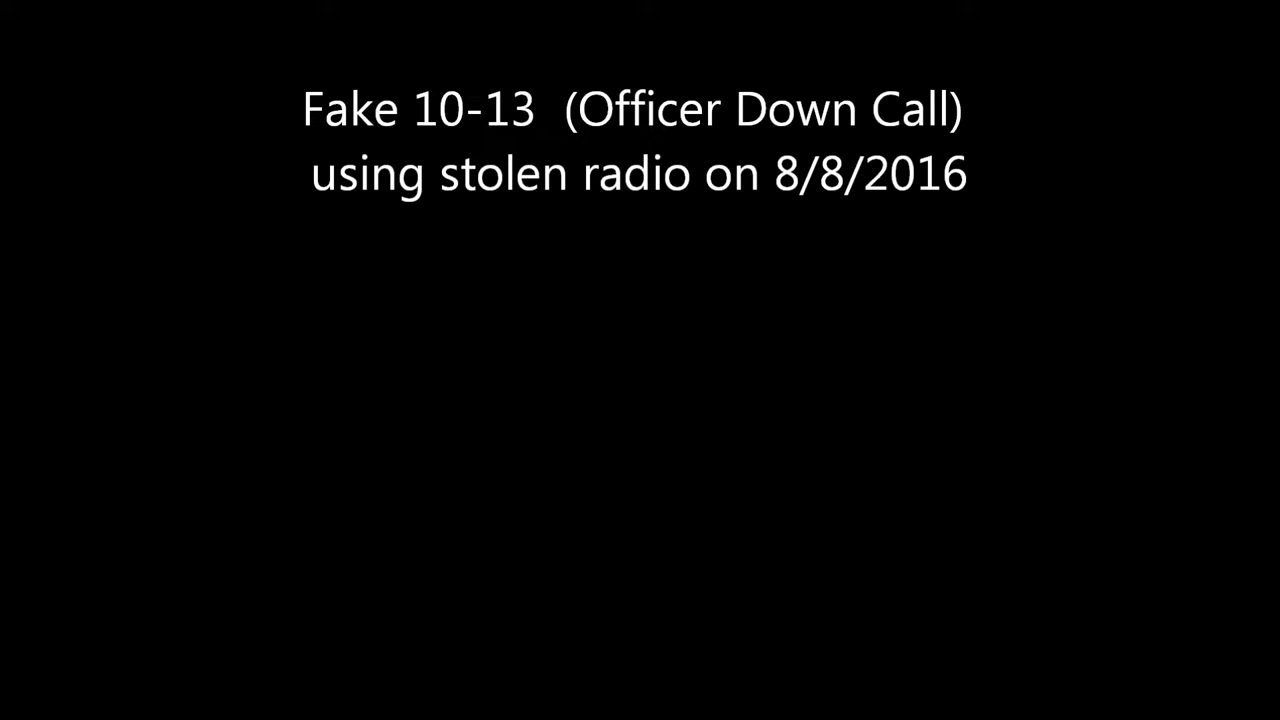 Fake 10-13  (Officer Down Call)
using stolen radio on 8/8/2016